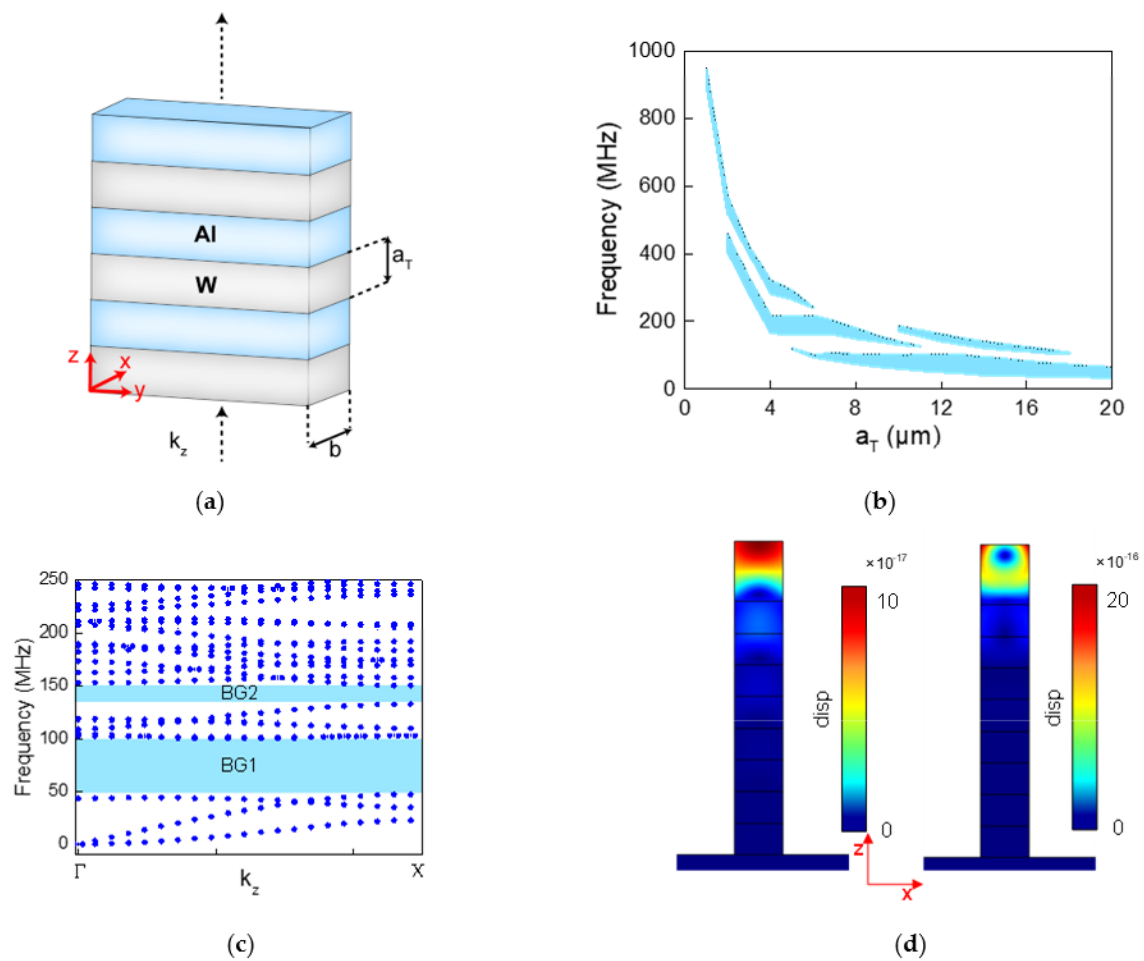 Al
W
a_T
z
x
y
k_z
b
(a)
1000
800
600
400
200
0
Frequency (MHz)
0 4 8 12 16 20
a_T (μm)
(b)
250
200
150
100
50
0
Frequency (MHz)
BG2
BG1
Γ X
k_z
(c)
× 10⁻¹⁷
10
disp
0
× 10⁻¹⁶
20
disp
0
z
x
(d)